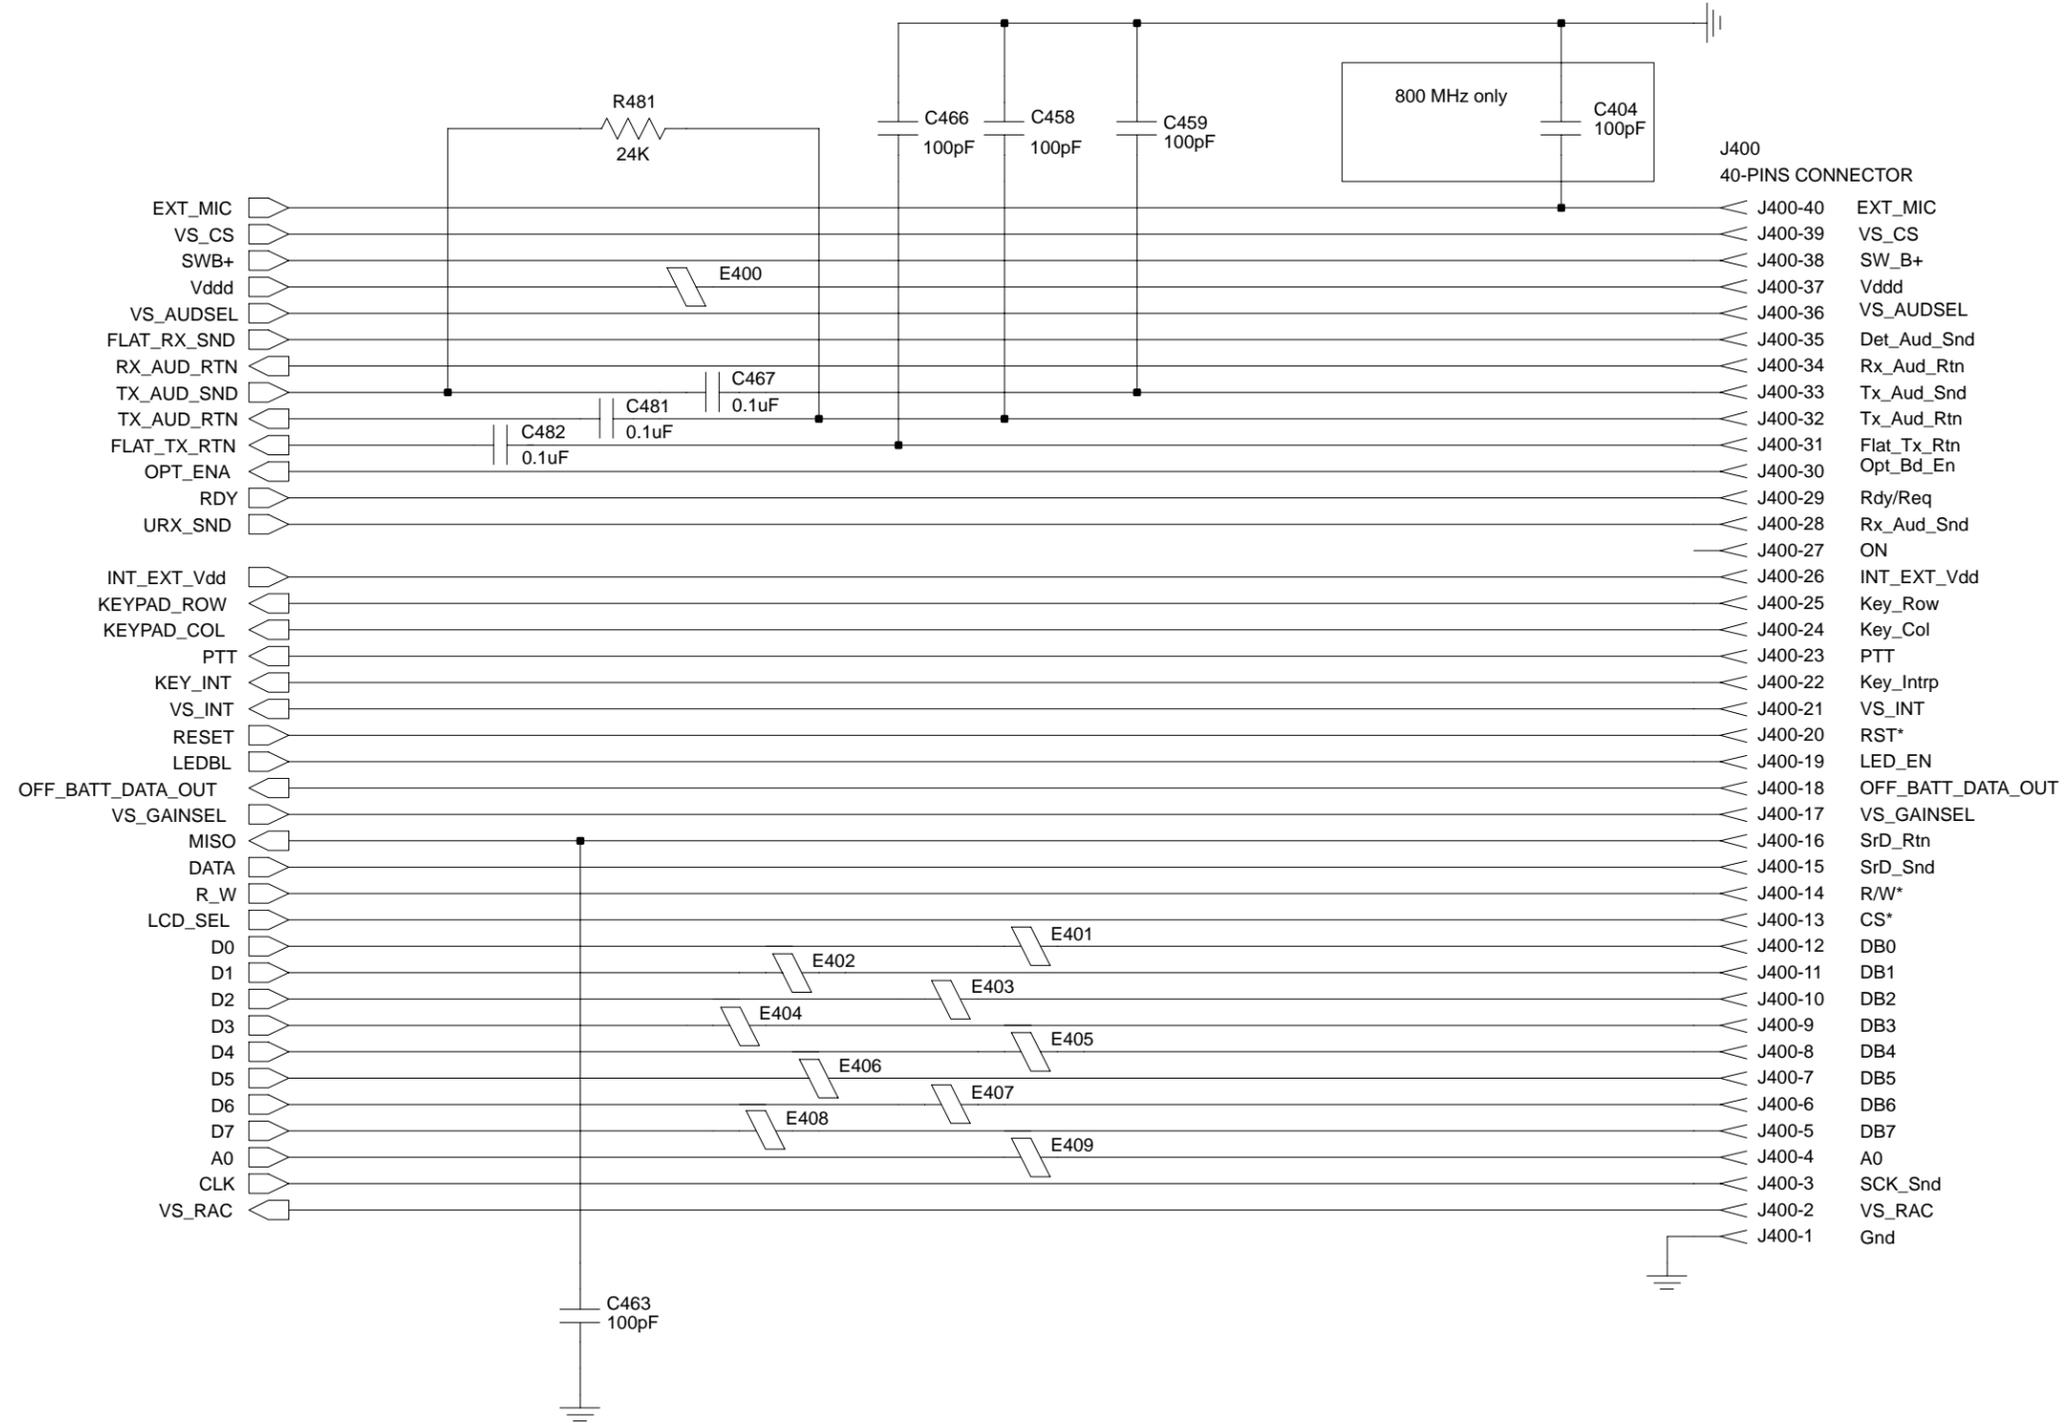 R481
24K
C466
100pF
C458
100pF
C459
100pF
800 MHz only
C404
100pF
J400
40-PINS CONNECTOR
EXT_MIC J400-40 EXT_MIC
VS_CS J400-39 VS_CS
SWB+ J400-38 SW_B+
Vddd E400 J400-37 Vddd
VS_AUDSEL J400-36 VS_AUDSEL
FLAT_RX_SND J400-35 Det_Aud_Snd
RX_AUD_RTN J400-34 Rx_Aud_Rtn
TX_AUD_SND C467 0.1uF J400-33 Tx_Aud_Snd
TX_AUD_RTN C481 0.1uF J400-32 Tx_Aud_Rtn
FLAT_TX_RTN C482 0.1uF J400-31 Flat_Tx_Rtn
OPT_ENA J400-30 Opt_Bd_En
RDY J400-29 Rdy/Req
URX_SND J400-28 Rx_Aud_Snd
J400-27 ON
INT_EXT_Vdd J400-26 INT_EXT_Vdd
KEYPAD_ROW J400-25 Key_Row
KEYPAD_COL J400-24 Key_Col
PTT J400-23 PTT
KEY_INT J400-22 Key_Intrp
VS_INT J400-21 VS_INT
RESET J400-20 RST*
LEDBL J400-19 LED_EN
OFF_BATT_DATA_OUT J400-18 OFF_BATT_DATA_OUT
VS_GAINSEL J400-17 VS_GAINSEL
MISO J400-16 SrD_Rtn
DATA J400-15 SrD_Snd
R_W J400-14 R/W*
LCD_SEL J400-13 CS*
D0 E401 J400-12 DB0
D1 E402 J400-11 DB1
D2 E403 J400-10 DB2
D3 E404 J400-9 DB3
D4 E405 J400-8 DB4
D5 E406 J400-7 DB5
D6 E407 J400-6 DB6
D7 E408 J400-5 DB7
A0 E409 J400-4 A0
CLK J400-3 SCK_Snd
VS_RAC J400-2 VS_RAC
J400-1 Gnd
C463
100pF